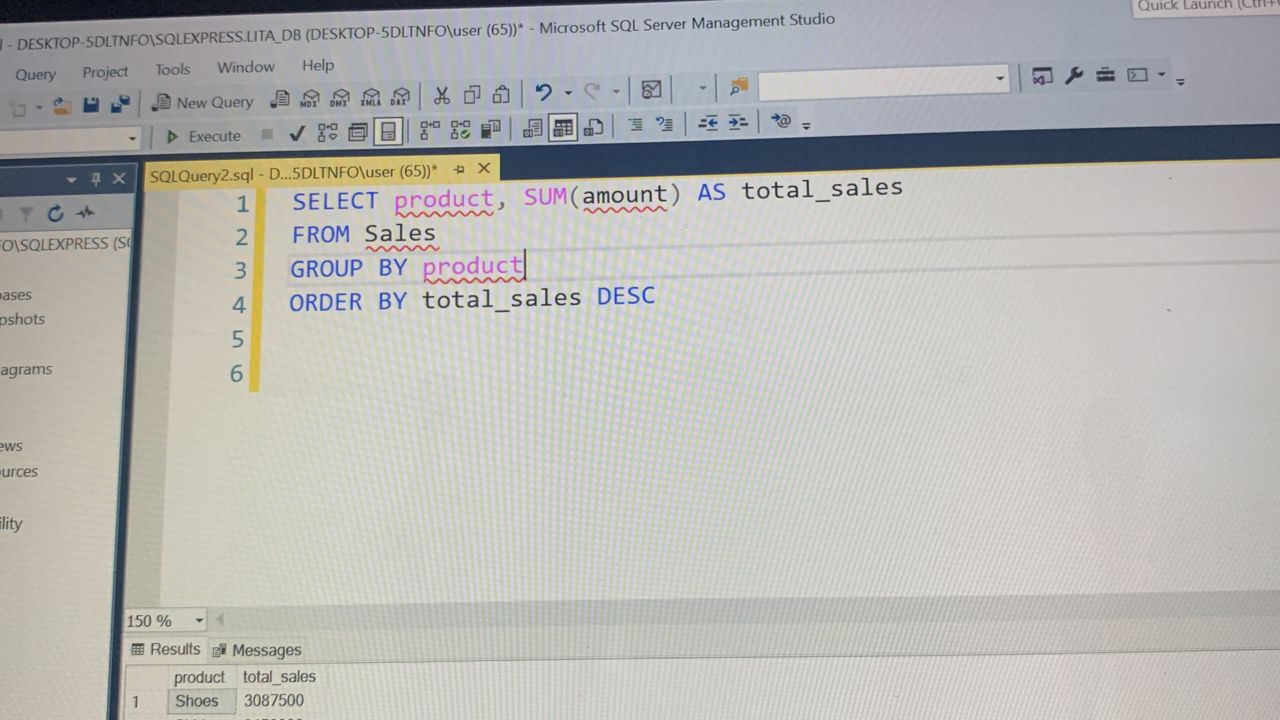 - DESKTOP-5DLTNFO\SQLEXPRESS.LITA_DB (DESKTOP-5DLTNFO\user (65))* - Microsoft SQL Server Management Studio
Quick Launch (Ctrl+
Query Project Tools Window Help
New Query MDX DMX XMLA DAX
Execute
SQLQuery2.sql - D...5DLTNFO\user (65))*
O\SQLEXPRESS (S
1 SELECT product, SUM(amount) AS total_sales
2 FROM Sales
3 GROUP BY product
4 ORDER BY total_sales DESC
5
6
ases
pshots
agrams
ews
urces
ility
150 %
Results Messages
product total_sales
1 Shoes 3087500